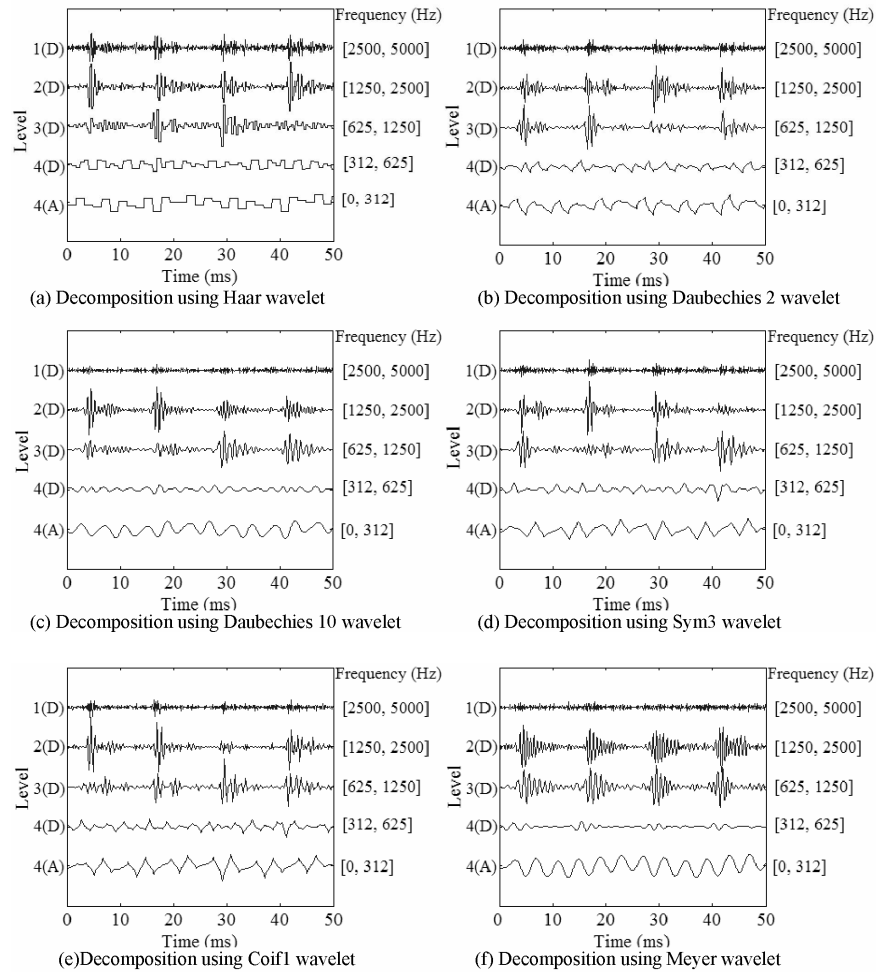 Frequency (Hz)
1(D) [2500, 5000]
2(D) [1250, 2500]
3(D) [625, 1250]
4(D) [312, 625]
4(A) [0, 312]
Level
0 10 20 30 40 50
Time (ms)
(a) Decomposition using Haar wavelet
Frequency (Hz)
1(D) [2500, 5000]
2(D) [1250, 2500]
3(D) [625, 1250]
4(D) [312, 625]
4(A) [0, 312]
Level
0 10 20 30 40 50
Time (ms)
(b) Decomposition using Daubechies 2 wavelet
Frequency (Hz)
1(D) [2500, 5000]
2(D) [1250, 2500]
3(D) [625, 1250]
4(D) [312, 625]
4(A) [0, 312]
Level
0 10 20 30 40 50
Time (ms)
(c) Decomposition using Daubechies 10 wavelet
Frequency (Hz)
1(D) [2500, 5000]
2(D) [1250, 2500]
3(D) [625, 1250]
4(D) [312, 625]
4(A) [0, 312]
Level
0 10 20 30 40 50
Time (ms)
(d) Decomposition using Sym3 wavelet
Frequency (Hz)
1(D) [2500, 5000]
2(D) [1250, 2500]
3(D) [625, 1250]
4(D) [312, 625]
4(A) [0, 312]
Level
0 10 20 30 40 50
Time (ms)
(e)Decomposition using Coif1 wavelet
Frequency (Hz)
1(D) [2500, 5000]
2(D) [1250, 2500]
3(D) [625, 1250]
4(D) [312, 625]
4(A) [0, 312]
Level
0 10 20 30 40 50
Time (ms)
(f) Decomposition using Meyer wavelet